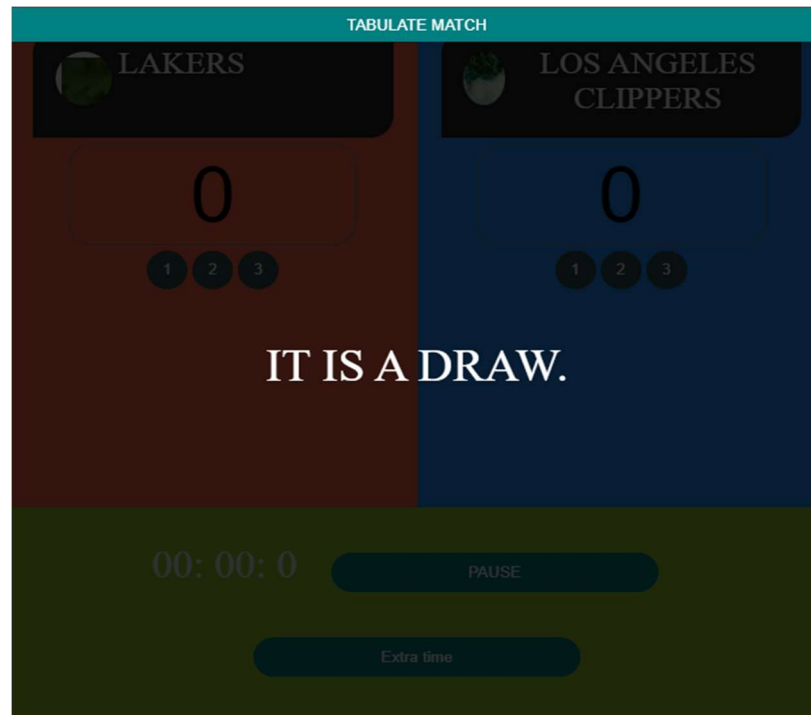 TABULATE MATCH
LAKERS
LOS ANGELES
CLIPPERS
0
0
1 2 3
1 2 3
IT IS A DRAW.
00: 00: 0
PAUSE
Extra time